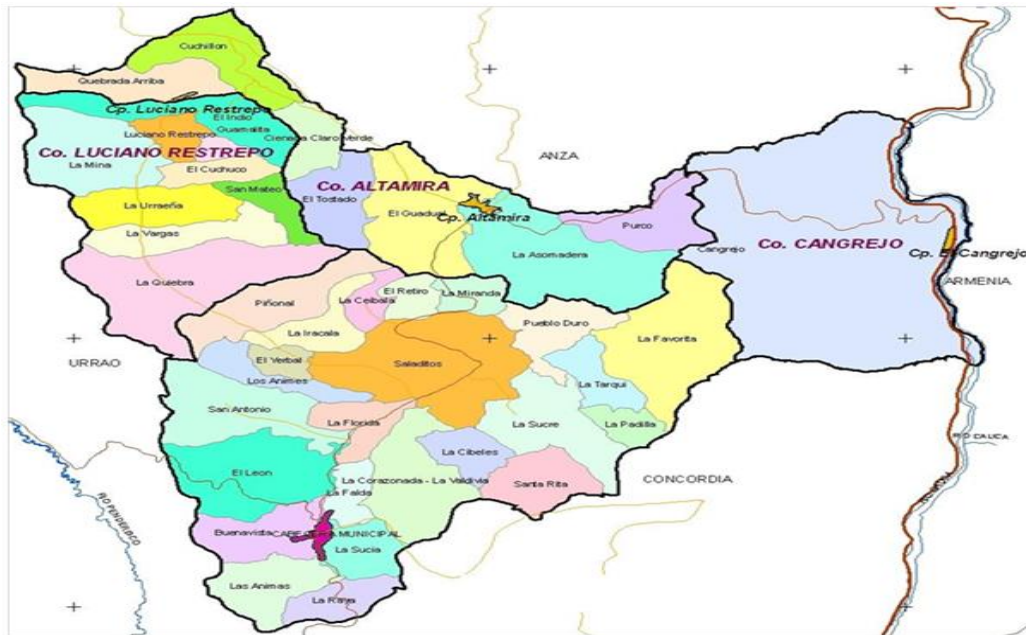 Cuchillon
Quebrada Arriba
Cp. Luciano Restrepo
El Indio
Luciano Restrepo
Guamalita
Cienaga Claro Verde
Co. LUCIANO RESTREPO
La Mina
El Cuchuco
ANZA
San Mateo
Co. ALTAMIRA
El Tostado
La Urraeña
El Guadual
Cp. Altamira
Purco
La Vargas
Cangrejo
Co. CANGREJO
Cp. El Cangrejo
La Asomadera
ARMENIA
La Quiebra
Piñonal
La Ceibala
El Retiro
La Miranda
La Iracala
Pueblo Duro
La Favorita
URRAO
El Verbal
Saladitos
Los Animes
La Tarqui
San Antonio
La Florida
La Sucre
La Padilla
RIO CAUCA
La Cibeles
El Leon
La Corazonada - La Valdivia
Santa Rita
CONCORDIA
La Falda
Buenavista
CABECERA MUNICIPAL
La Sucia
Las Animas
La Raya